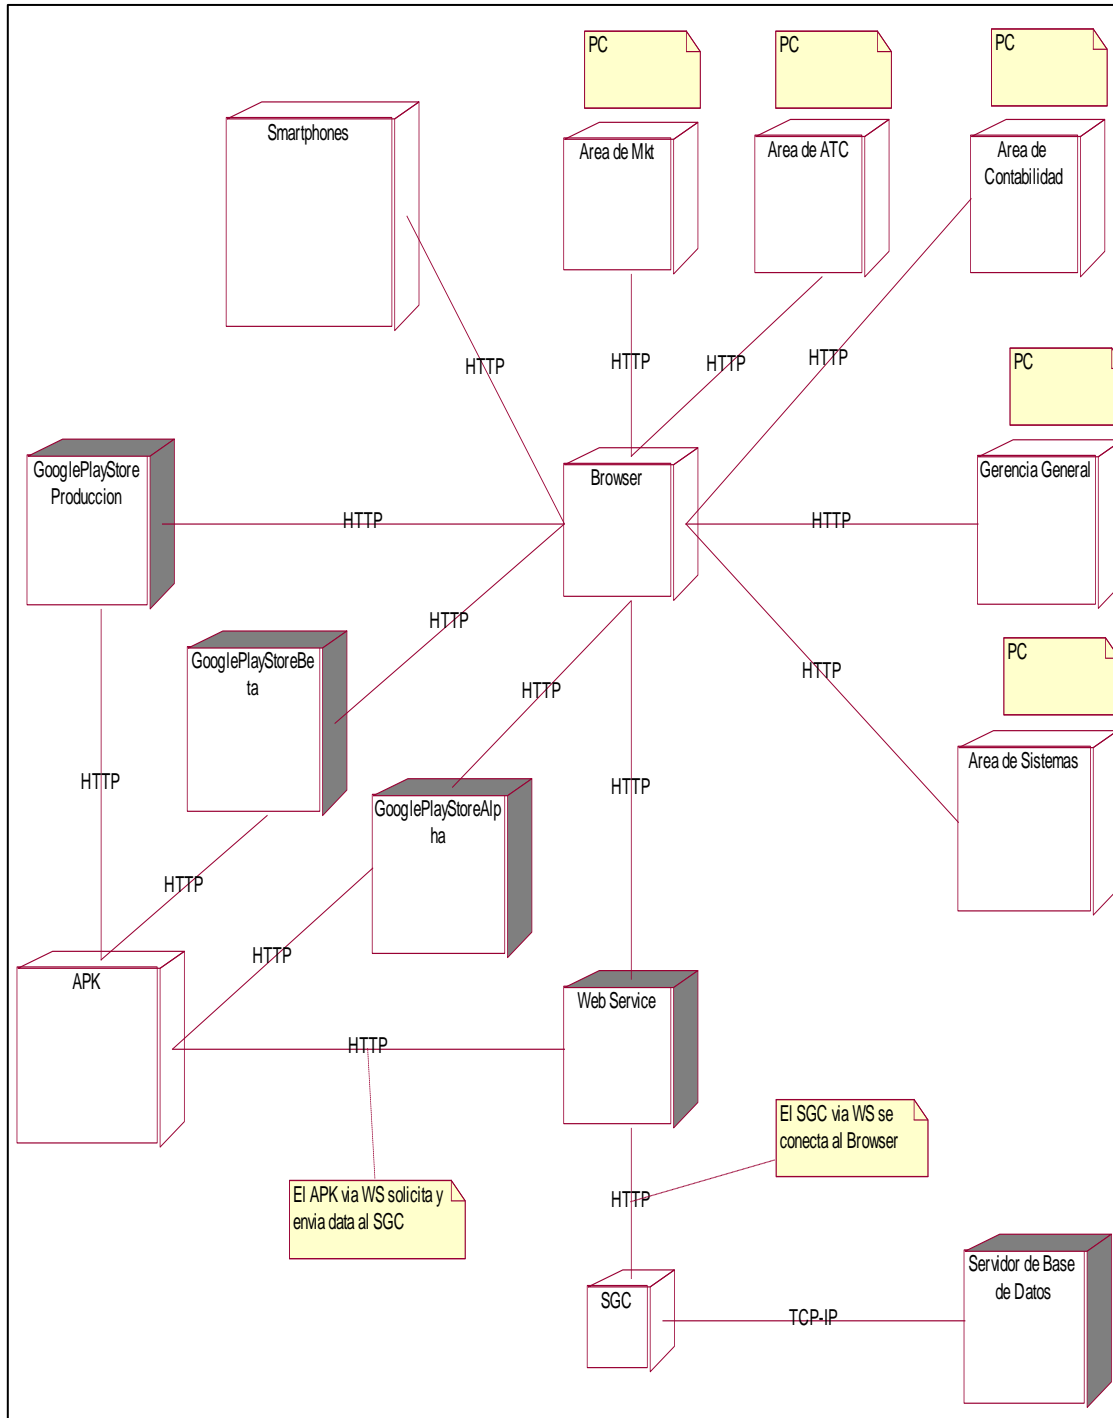 PC
PC
PC
Smartphones
Area de Mkt
Area de ATC
Area de
Contabilidad
HTTP
HTTP
HTTP
HTTP
PC
GooglePlayStore
Produccion
Browser
Gerencia General
HTTP
HTTP
HTTP
GooglePlayStoreBe
ta
HTTP
HTTP
PC
HTTP
HTTP
Area de Sistemas
GooglePlayStoreAlp
ha
HTTP
HTTP
APK
Web Service
HTTP
El SGC via WS se
conecta al Browser
El APK via WS solicita y
envia data al SGC
HTTP
SGC
Servidor de Base
de Datos
TCP-IP